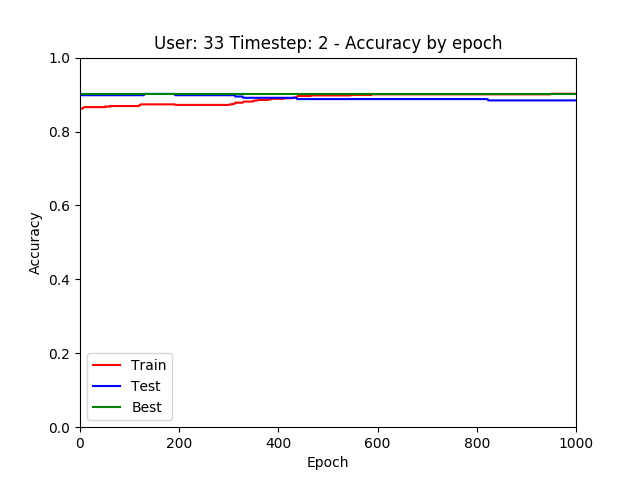 User: 33 Timestep: 2 - Accuracy by epoch
1.0
0.8
0.6
0.4
0.2
0.0
Accuracy
Train
Test
Best
0 200 400 600 800 1000
Epoch